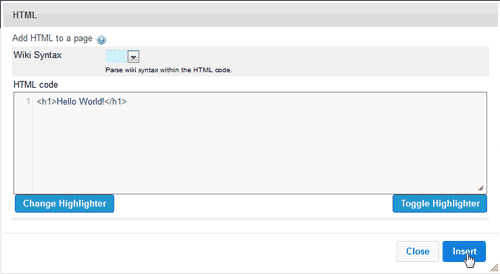 HTML
Add HTML to a page
Wiki Syntax
Parse wiki syntax within the HTML code.
HTML code
1 <h1>Hello World!</h1>
Change Highlighter Toggle Highlighter
Close Insert